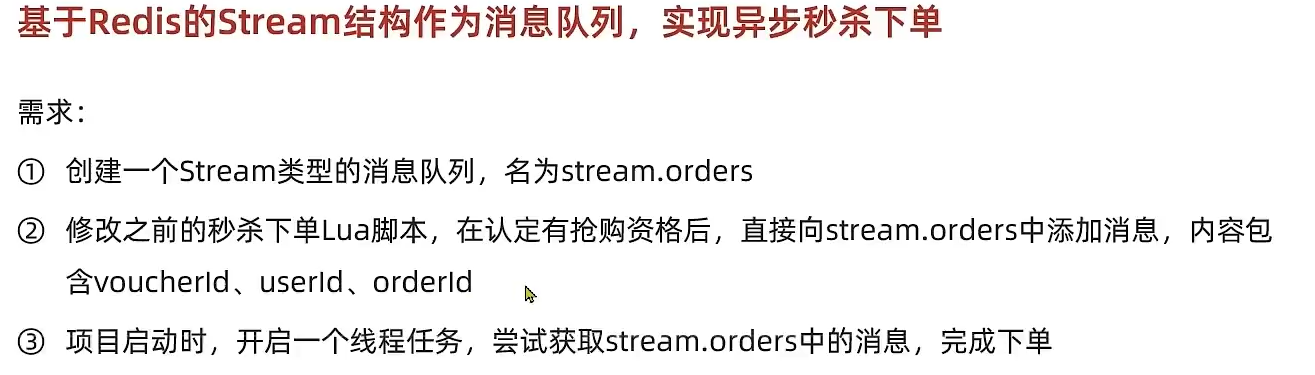 基于Redis的Stream结构作为消息队列，实现异步秒杀下单
需求：
① 创建一个Stream类型的消息队列，名为stream.orders
② 修改之前的秒杀下单Lua脚本，在认定有抢购资格后，直接向stream.orders中添加消息，内容包
含voucherId、userId、orderId
③ 项目启动时，开启一个线程任务，尝试获取stream.orders中的消息，完成下单